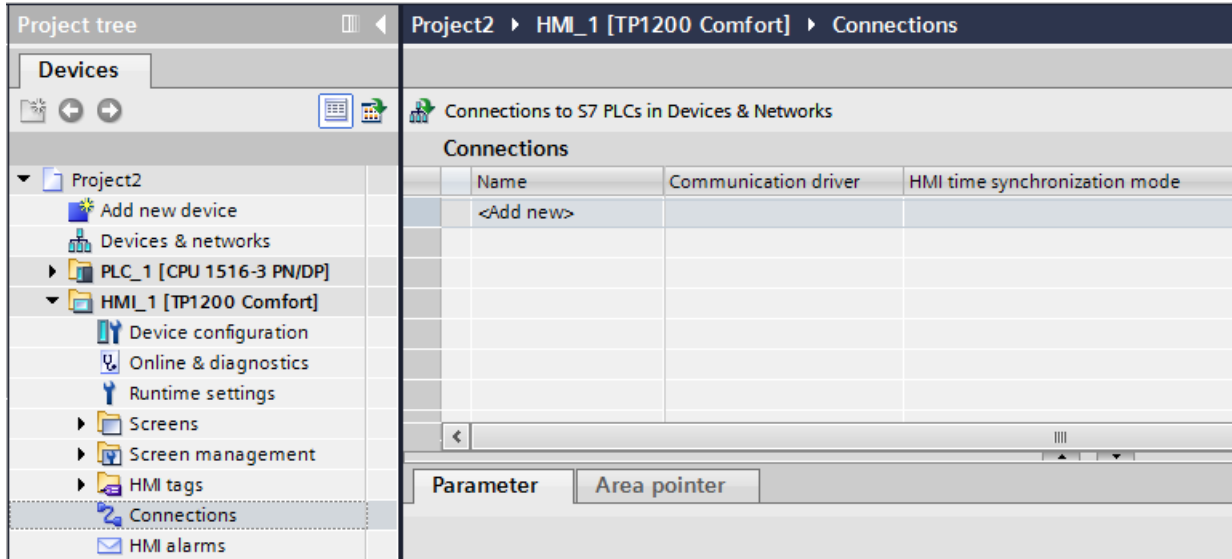 Project tree
Devices
Project2
Add new device
Devices & networks
PLC_1 [CPU 1516-3 PN/DP]
HMI_1 [TP1200 Comfort]
Device configuration
Online & diagnostics
Runtime settings
Screens
Screen management
HMI tags
Connections
HMI alarms
Project2 HMI_1 [TP1200 Comfort] Connections
Connections to S7 PLCs in Devices & Networks
Connections
Name Communication driver HMI time synchronization mode
<Add new>
Parameter Area pointer